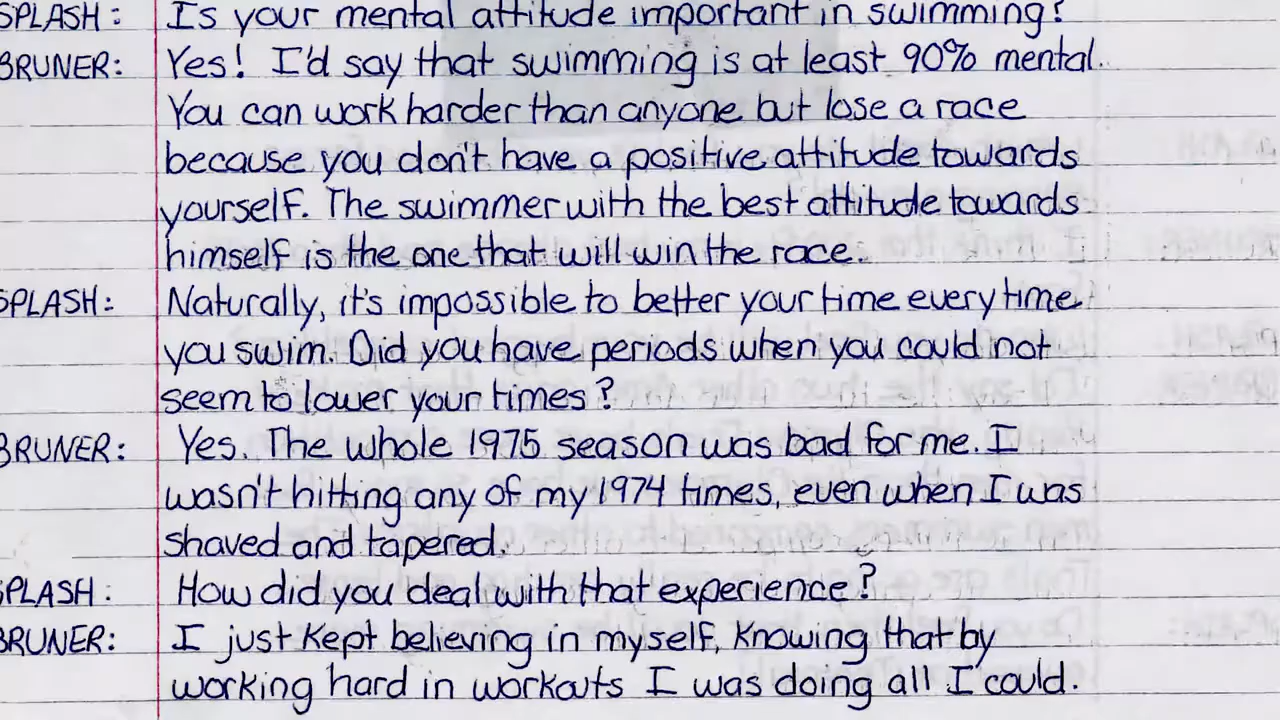 SPLASH: Is your mental attitude important in swimming?
BRUNER: Yes! I'd say that swimming is at least 90% mental.
You can work harder than anyone but lose a race
because you don't have a positive attitude towards
yourself. The swimmer with the best attitude towards
himself is the one that will win the race.
SPLASH: Naturally, it's impossible to better your time every time
you swim. Did you have periods when you could not
seem to lower your times?
BRUNER: Yes. The whole 1975 season was bad for me. I
wasn't hitting any of my 1974 times, even when I was
shaved and tapered.
SPLASH: How did you deal with that experience?
BRUNER: I just kept believing in myself, knowing that by
working hard in workouts I was doing all I could.